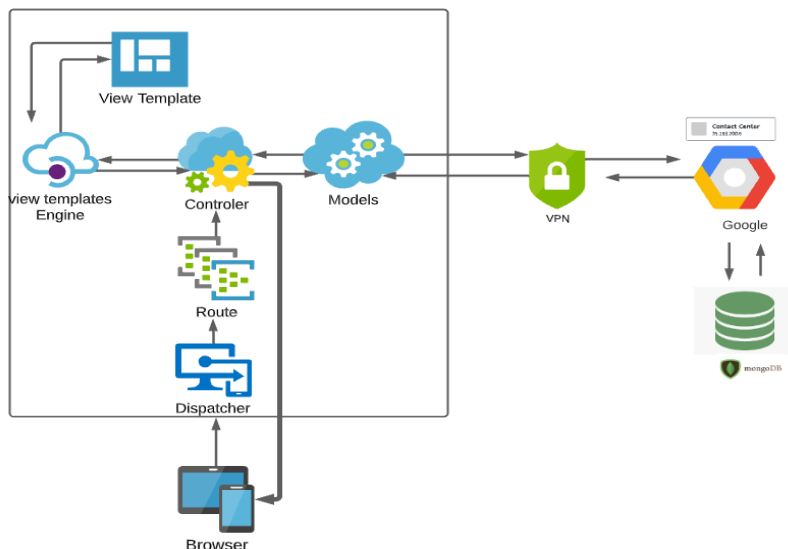 View Template
Contact Center
view templates
Engine
Controler
Models
VPN
Google
Route
mongoDB
Dispatcher
Browser